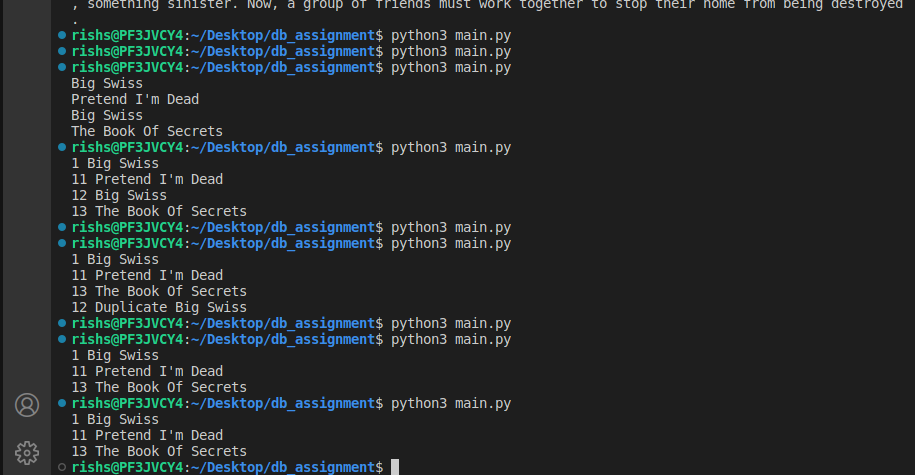 , something sinister. Now, a group of friends must work together to stop their home from being destroyed
.
rishs@PF3JVCY4:~/Desktop/db_assignment$ python3 main.py
rishs@PF3JVCY4:~/Desktop/db_assignment$ python3 main.py
rishs@PF3JVCY4:~/Desktop/db_assignment$ python3 main.py
Big Swiss
Pretend I'm Dead
Big Swiss
The Book Of Secrets
rishs@PF3JVCY4:~/Desktop/db_assignment$ python3 main.py
1 Big Swiss
11 Pretend I'm Dead
12 Big Swiss
13 The Book Of Secrets
rishs@PF3JVCY4:~/Desktop/db_assignment$ python3 main.py
rishs@PF3JVCY4:~/Desktop/db_assignment$ python3 main.py
1 Big Swiss
11 Pretend I'm Dead
13 The Book Of Secrets
12 Duplicate Big Swiss
rishs@PF3JVCY4:~/Desktop/db_assignment$ python3 main.py
rishs@PF3JVCY4:~/Desktop/db_assignment$ python3 main.py
1 Big Swiss
11 Pretend I'm Dead
13 The Book Of Secrets
rishs@PF3JVCY4:~/Desktop/db_assignment$ python3 main.py
1 Big Swiss
11 Pretend I'm Dead
13 The Book Of Secrets
rishs@PF3JVCY4:~/Desktop/db_assignment$